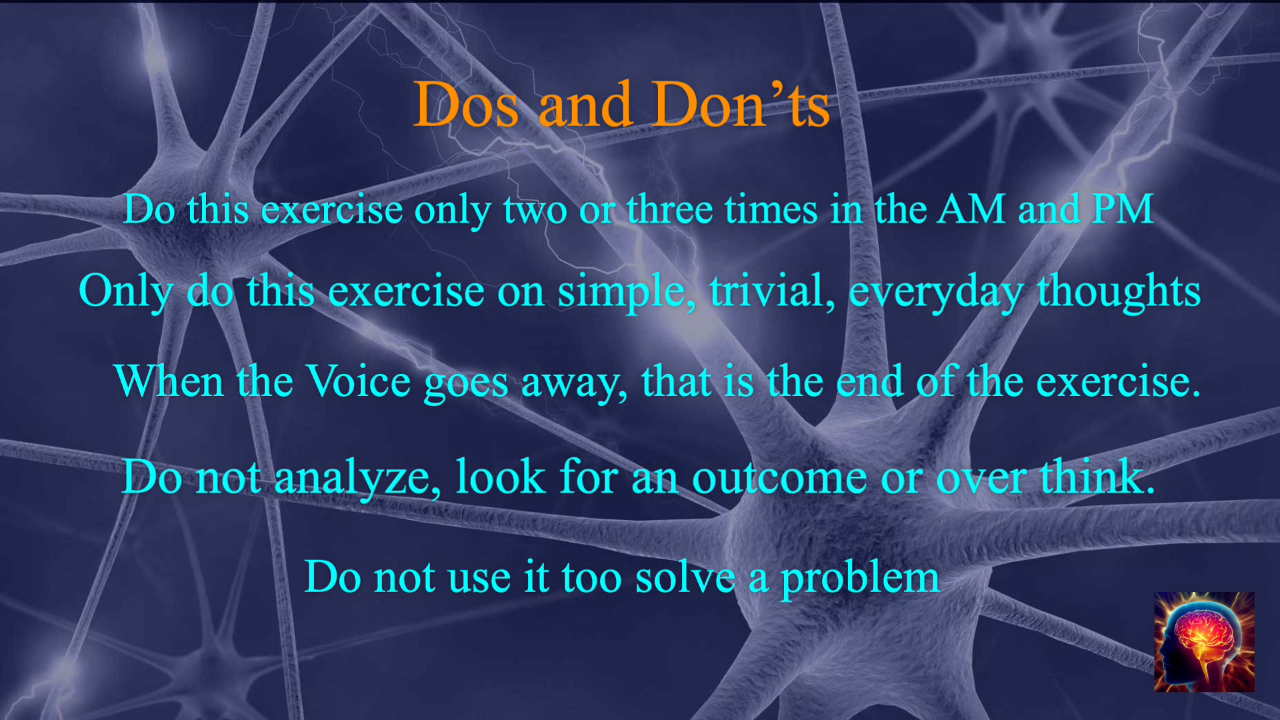 Dos and Don’ts
Do this exercise only two or three times in the AM and PM
Only do this exercise on simple, trivial, everyday thoughts
When the Voice goes away, that is the end of the exercise.
Do not analyze, look for an outcome or over think.
Do not use it too solve a problem